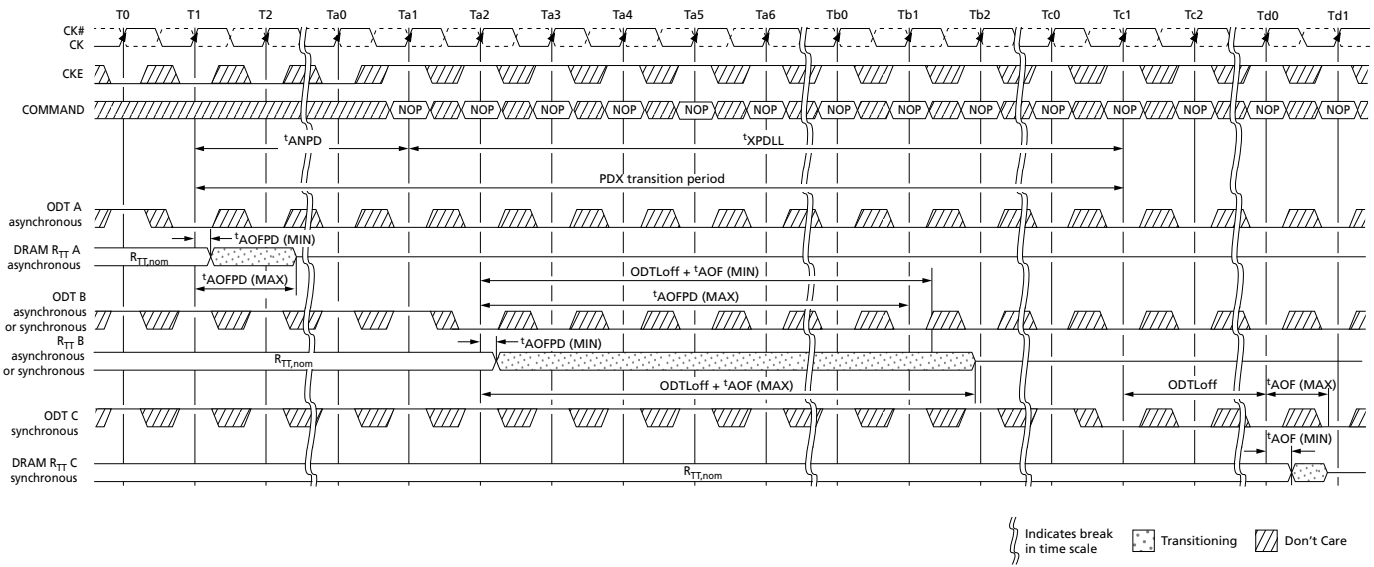 T0 T1 T2 Ta0 Ta1 Ta2 Ta3 Ta4 Ta5 Ta6 Tb0 Tb1 Tb2 Tc0 Tc1 Tc2 Td0 Td1
CK#
CK
CKE
COMMAND NOP NOP NOP NOP NOP NOP NOP NOP NOP NOP NOP NOP NOP NOP
tANPD tXPDLL
PDX transition period
ODT A
asynchronous
tAOFPD (MIN)
DRAM RTT A
asynchronous
RTT,nom
tAOFPD (MAX)
ODTLoff + tAOF (MIN)
tAOFPD (MAX)
ODT B
asynchronous
or synchronous
RTT B
asynchronous
or synchronous
tAOFPD (MIN)
RTT,nom
ODTLoff + tAOF (MAX)
ODTLoff tAOF (MAX)
ODT C
synchronous
tAOF (MIN)
DRAM RTT C
synchronous
RTT,nom
Indicates break
in time scale
Transitioning
Don't Care